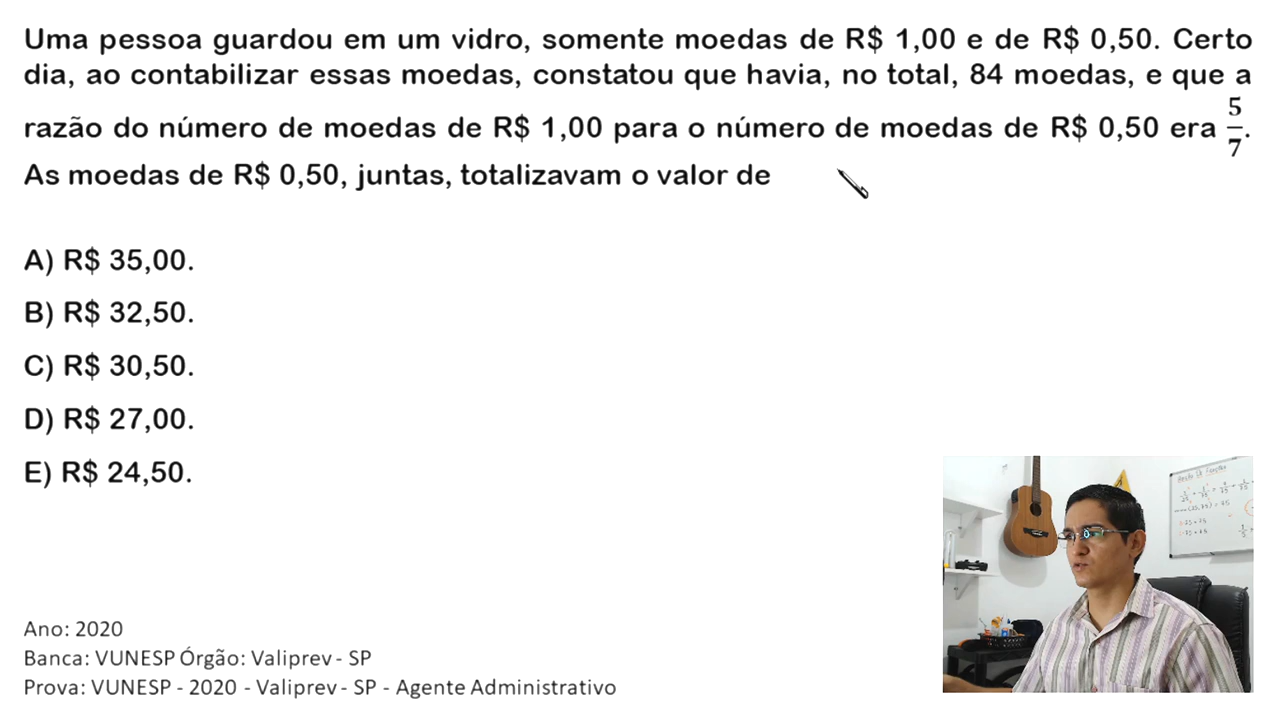 Uma pessoa guardou em um vidro, somente moedas de R$ 1,00 e de R$ 0,50. Certo
dia, ao contabilizar essas moedas, constatou que havia, no total, 84 moedas, e que a
razão do número de moedas de R$ 1,00 para o número de moedas de R$ 0,50 era 5/7.
As moedas de R$ 0,50, juntas, totalizavam o valor de
A) R$ 35,00.
B) R$ 32,50.
C) R$ 30,50.
D) R$ 27,00.
E) R$ 24,50.
Ano: 2020
Banca: VUNESP Órgão: Valiprev - SP
Prova: VUNESP - 2020 - Valiprev - SP - Agente Administrativo